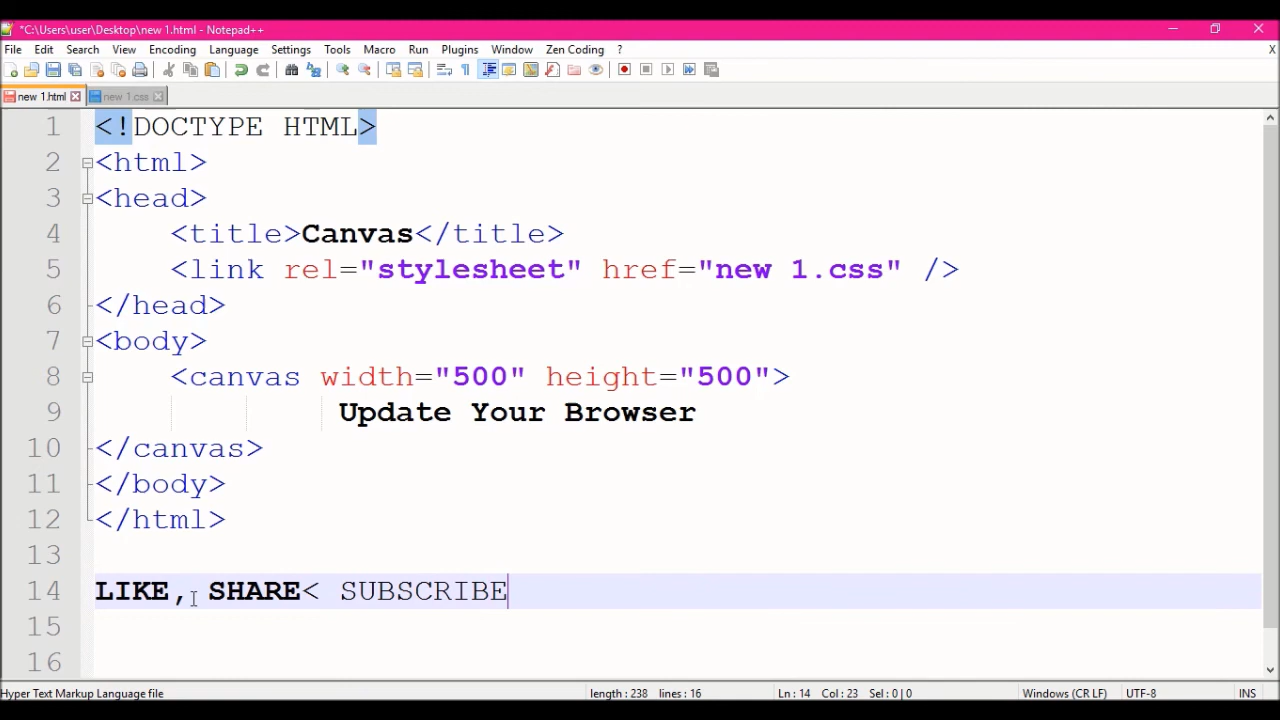 *C:\Users\user\Desktop\new 1.html - Notepad++
File Edit Search View Encoding Language Settings Tools Macro Run Plugins Window Zen Coding ? X
new 1.html new 1.css
1 <!DOCTYPE HTML>
2 <html>
3 <head>
4 <title>Canvas</title>
5 <link rel="stylesheet" href="new 1.css" />
6 </head>
7 <body>
8 <canvas width="500" height="500">
9 Update Your Browser
10 </canvas>
11 </body>
12 </html>
13
14 LIKE, SHARE< SUBSCRIBE
15
16
Hyper Text Markup Language file length : 238 lines : 16 Ln : 14 Col : 23 Sel : 0 | 0 Windows (CR LF) UTF-8 INS